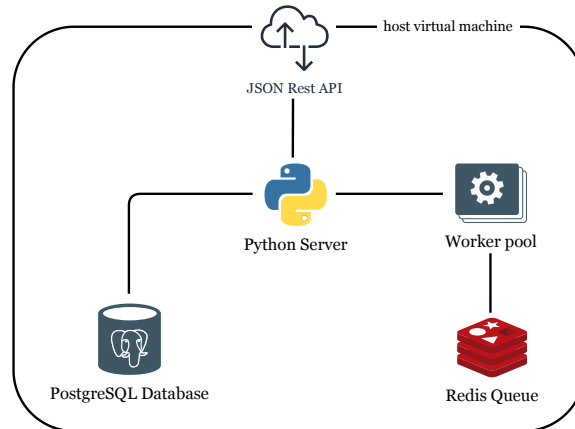 host virtual machine
JSON Rest API
Python Server
Worker pool
PostgreSQL Database
Redis Queue